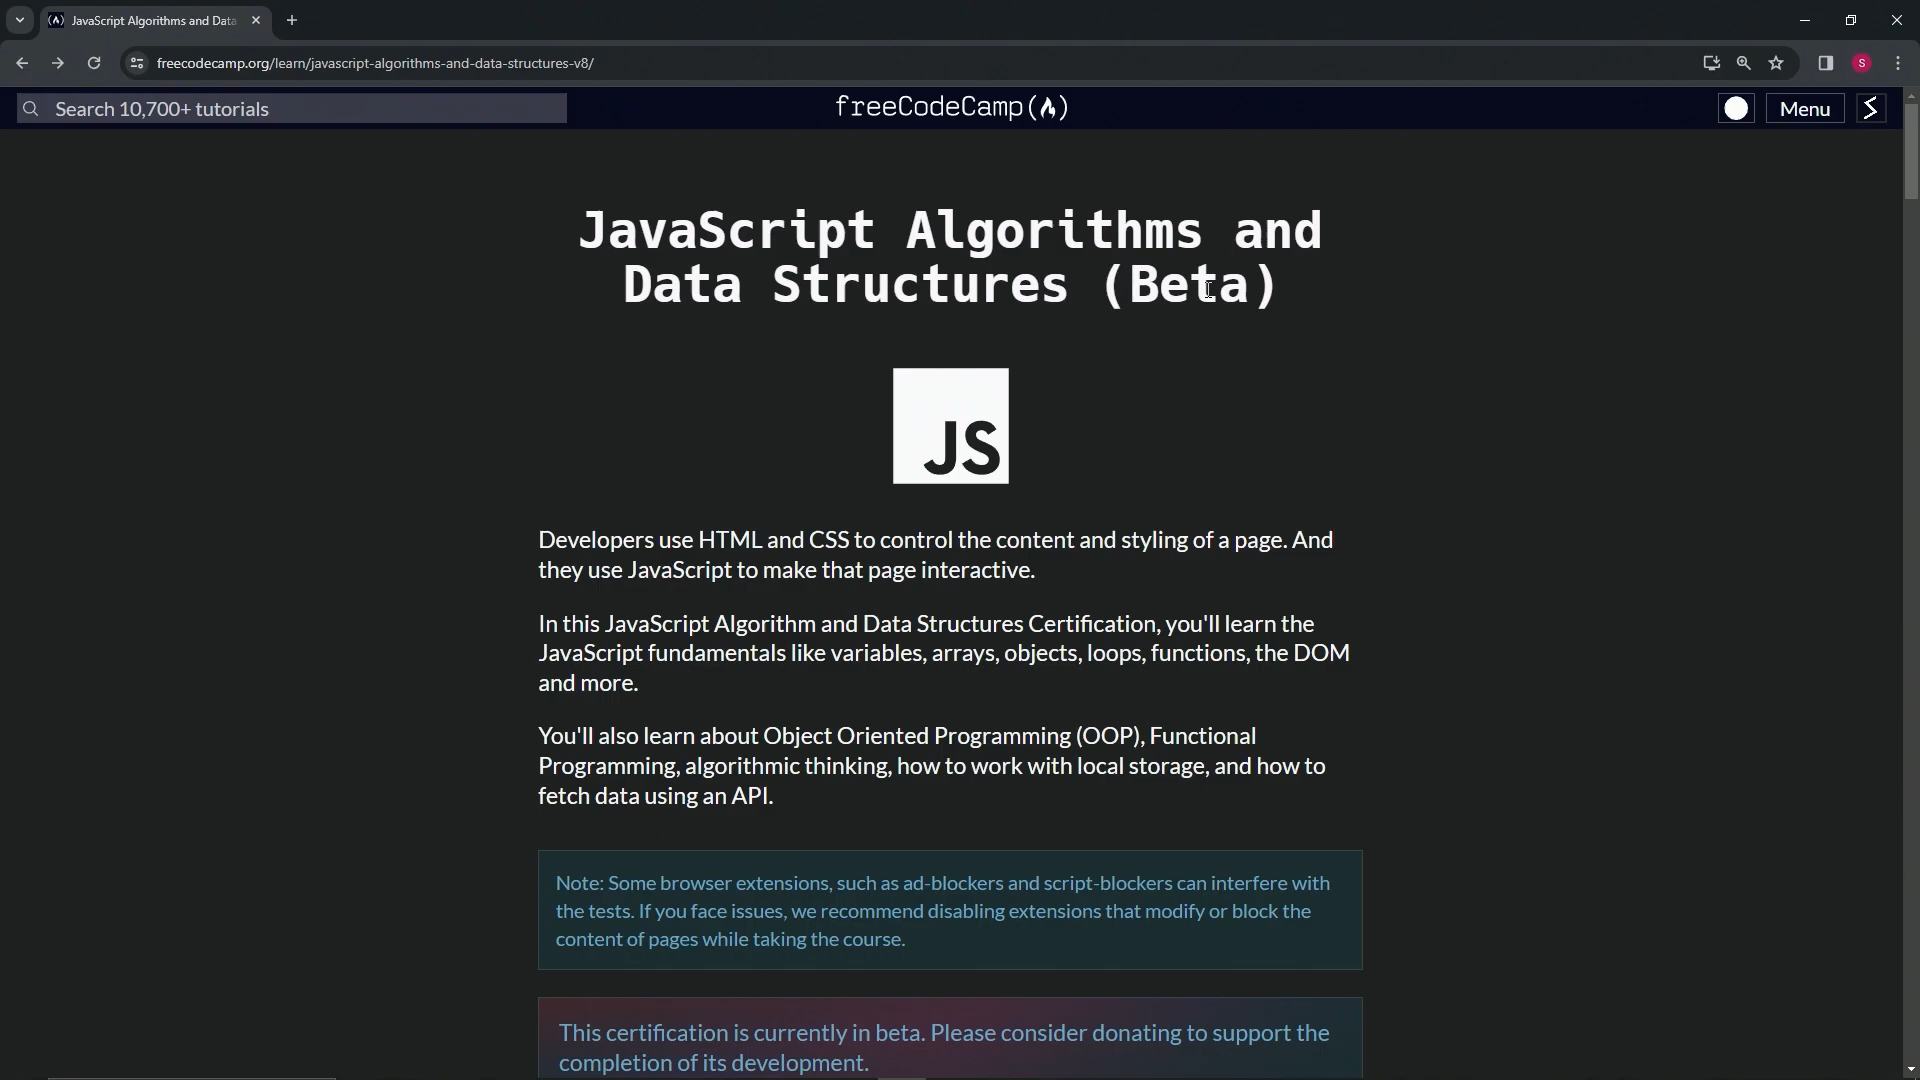 JavaScript Algorithms and Data
freecodecamp.org/learn/javascript-algorithms-and-data-structures-v8/
S
Search 10,700+ tutorials
freeCodeCamp
Menu
JavaScript Algorithms and
Data Structures (Beta)
JS
Developers use HTML and CSS to control the content and styling of a page. And
they use JavaScript to make that page interactive.
In this JavaScript Algorithm and Data Structures Certification, you'll learn the
JavaScript fundamentals like variables, arrays, objects, loops, functions, the DOM
and more.
You'll also learn about Object Oriented Programming (OOP), Functional
Programming, algorithmic thinking, how to work with local storage, and how to
fetch data using an API.
Note: Some browser extensions, such as ad-blockers and script-blockers can interfere with
the tests. If you face issues, we recommend disabling extensions that modify or block the
content of pages while taking the course.
This certification is currently in beta. Please consider donating to support the
completion of its development.